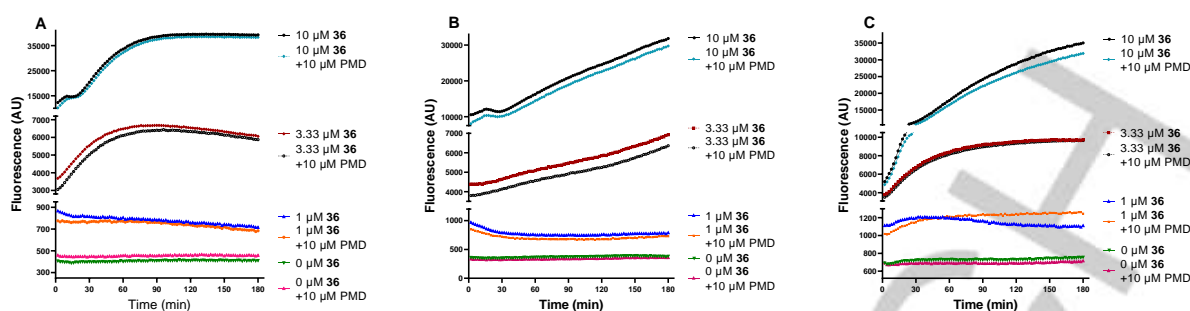 A
Fluorescence (AU)
35000
25000
15000
7000
6000
5000
4000
3000
900
700
500
300
0 30 60 90 120 150 180
Time (min)
10 µM 36
10 µM 36
+10 µM PMD
3.33 µM 36
3.33 µM 36
+10 µM PMD
1 µM 36
1 µM 36
+10 µM PMD
0 µM 36
0 µM 36
+10 µM PMD
B
Fluorescence (AU)
30000
20000
10000
7000
6000
5000
4000
1000
500
0
0 30 60 90 120 150 180
Time (min)
10 µM 36
10 µM 36
+10 µM PMD
3.33 µM 36
3.33 µM 36
+10 µM PMD
1 µM 36
1 µM 36
+10 µM PMD
0 µM 36
0 µM 36
+10 µM PMD
C
Fluorescence (AU)
35000
30000
25000
20000
15000
10000
8000
6000
4000
1200
1000
800
600
0 30 60 90 120 150 180
Time (min)
10 µM 36
10 µM 36
+10 µM PMD
3.33 µM 36
3.33 µM 36
+10 µM PMD
1 µM 36
1 µM 36
+10 µM PMD
0 µM 36
0 µM 36
+10 µM PMD